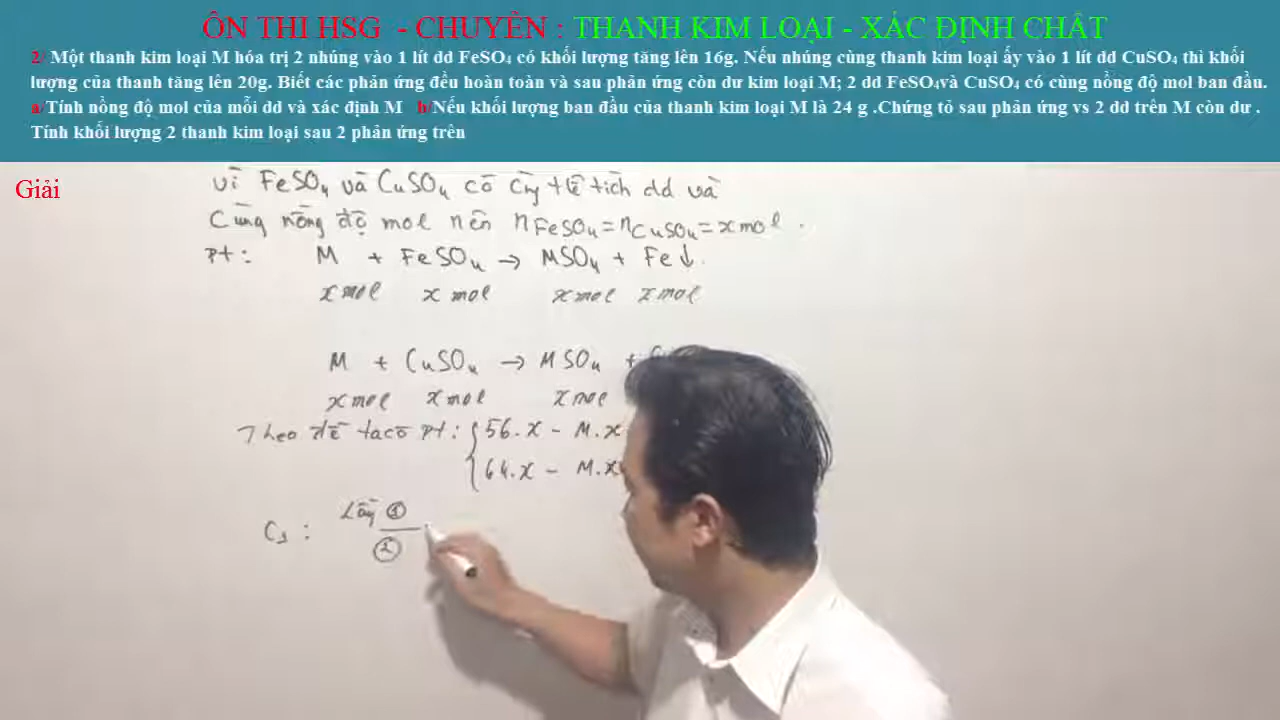 ÔN THI HSG - CHUYÊN : THANH KIM LOẠI - XÁC ĐỊNH CHẤT
2/ Một thanh kim loại M hóa trị 2 nhúng vào 1 lít dd FeSO₄ có khối lượng tăng lên 16g. Nếu nhúng cùng thanh kim loại ấy vào 1 lít dd CuSO₄ thì khối
lượng của thanh tăng lên 20g. Biết các phản ứng đều hoàn toàn và sau phản ứng còn dư kim loại M; 2 dd FeSO₄và CuSO₄ có cùng nồng độ mol ban đầu.
a/Tính nồng độ mol của mỗi dd và xác định M b/Nếu khối lượng ban đầu của thanh kim loại M là 24 g .Chứng tỏ sau phản ứng vs 2 dd trên M còn dư .
Tính khối lượng 2 thanh kim loại sau 2 phản ứng trên
Giải
Vì FeSO₄ và CuSO₄ có thể tích dd và
Cùng nồng độ mol nên nFeSO₄ = nCuSO₄ = x mol .
pt : M + FeSO₄ → MSO₄ + Fe↓.
x mol x mol x mol x mol
M + CuSO₄ → MSO₄ +
x mol x mol x mol
Theo đề ta có pt : { 56.x - M.x
64.x - M.x
C₁ : Lấy ①
②